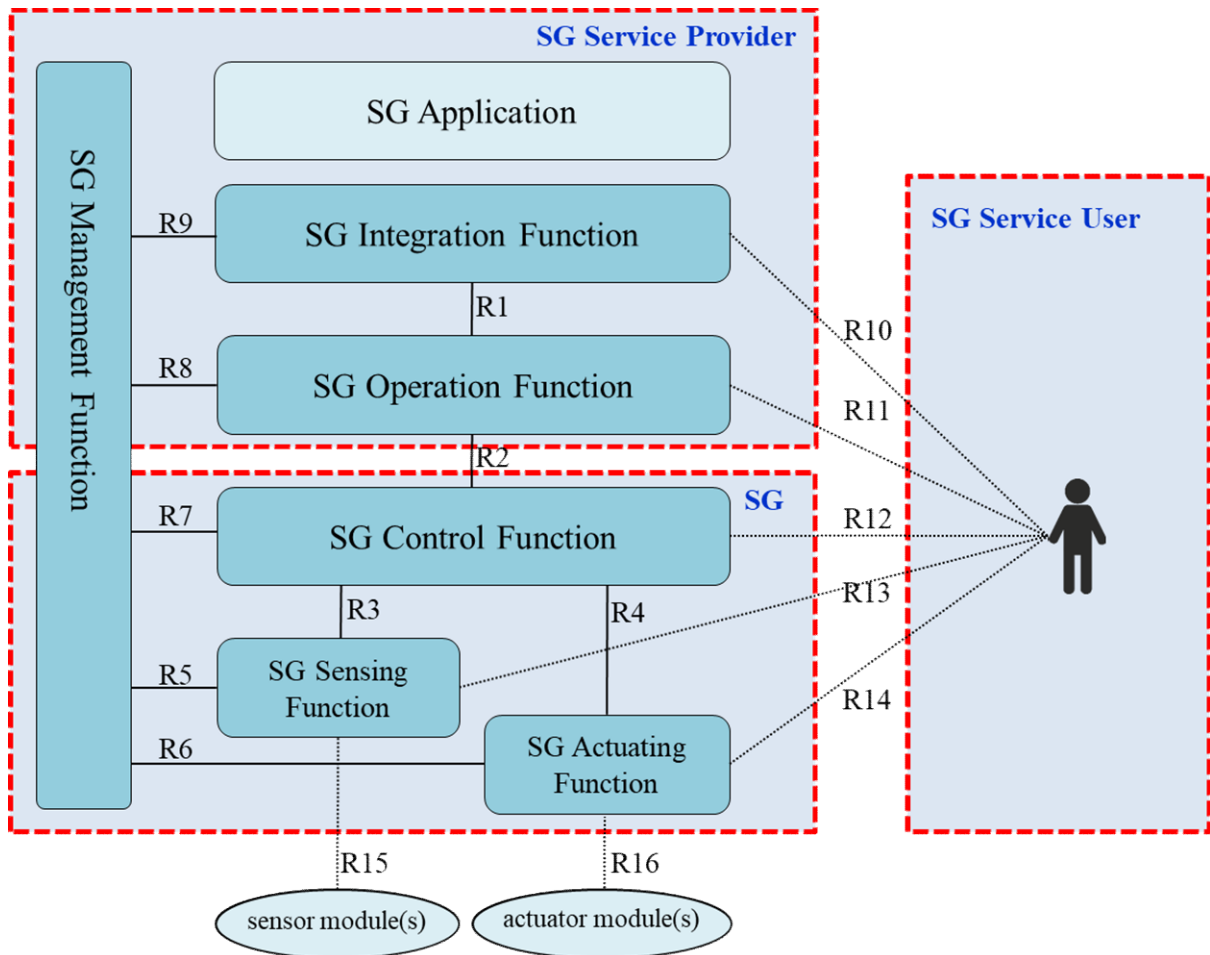 SG Service Provider
SG Application
SG Management Function
SG Service User
R9
SG Integration Function
R1
R10
R8
SG Operation Function
R11
R2
SG
R7
SG Control Function
R12
R3
R4
R13
SG Sensing
Function
R5
R14
R6
SG Actuating
Function
R15
R16
sensor module(s)
actuator module(s)